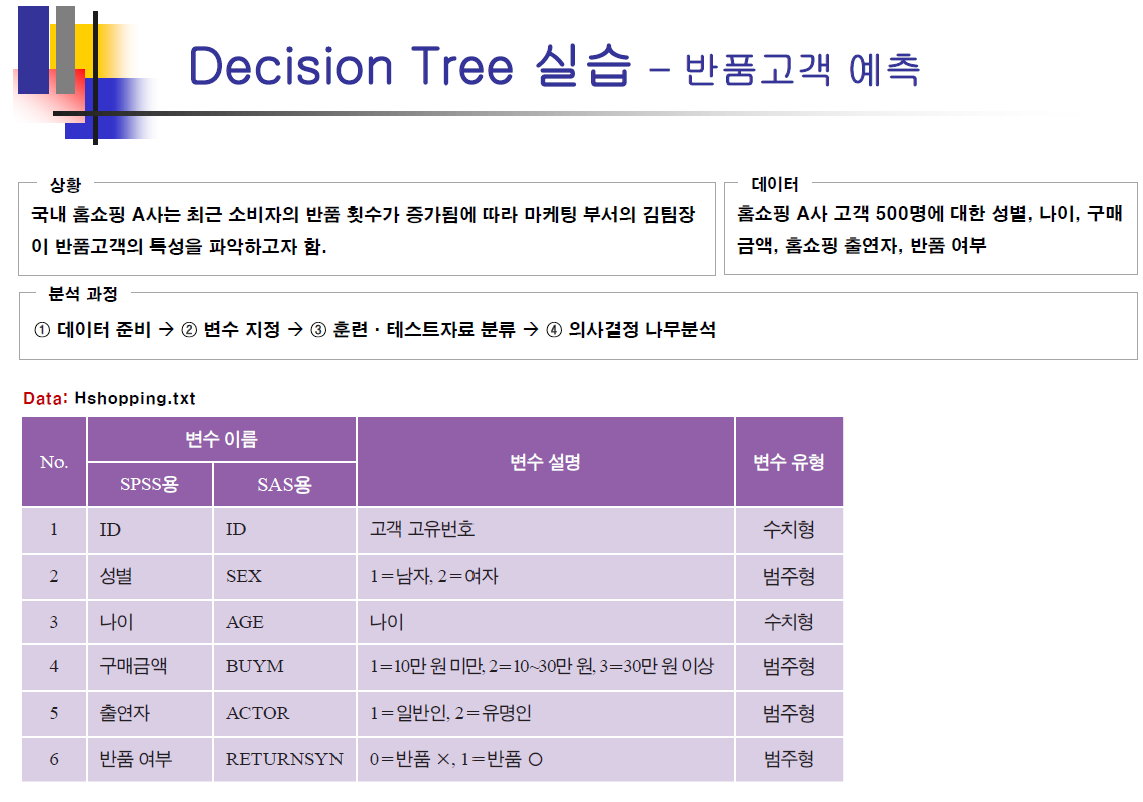 Decision Tree 실습 – 반품고객 예측
상황
국내 홈쇼핑 A사는 최근 소비자의 반품 횟수가 증가됨에 따라 마케팅 부서의 김팀장
이 반품고객의 특성을 파악하고자 함.
데이터
홈쇼핑 A사 고객 500명에 대한 성별, 나이, 구매
금액, 홈쇼핑 출연자, 반품 여부
분석 과정
① 데이터 준비 → ② 변수 지정 → ③ 훈련 · 테스트자료 분류 → ④ 의사결정 나무분석
Data: Hshopping.txt
No. 변수 이름 변수 설명 변수 유형
SPSS용 SAS용
1 ID ID 고객 고유번호 수치형
2 성별 SEX 1=남자, 2=여자 범주형
3 나이 AGE 나이 수치형
4 구매금액 BUYM 1=10만 원 미만, 2=10~30만 원, 3=30만 원 이상 범주형
5 출연자 ACTOR 1=일반인, 2=유명인 범주형
6 반품 여부 RETURNSYN 0=반품 ×, 1=반품 ○ 범주형